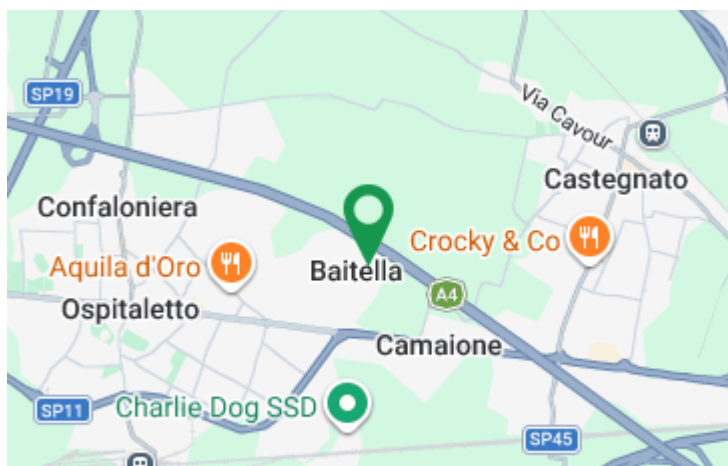 SP19
Via Cavour
Castegnato
Confaloniera
Crocky & Co
Aquila d'Oro
Baitella
A4
Ospitaletto
Camaione
Charlie Dog SSD
SP11
SP45